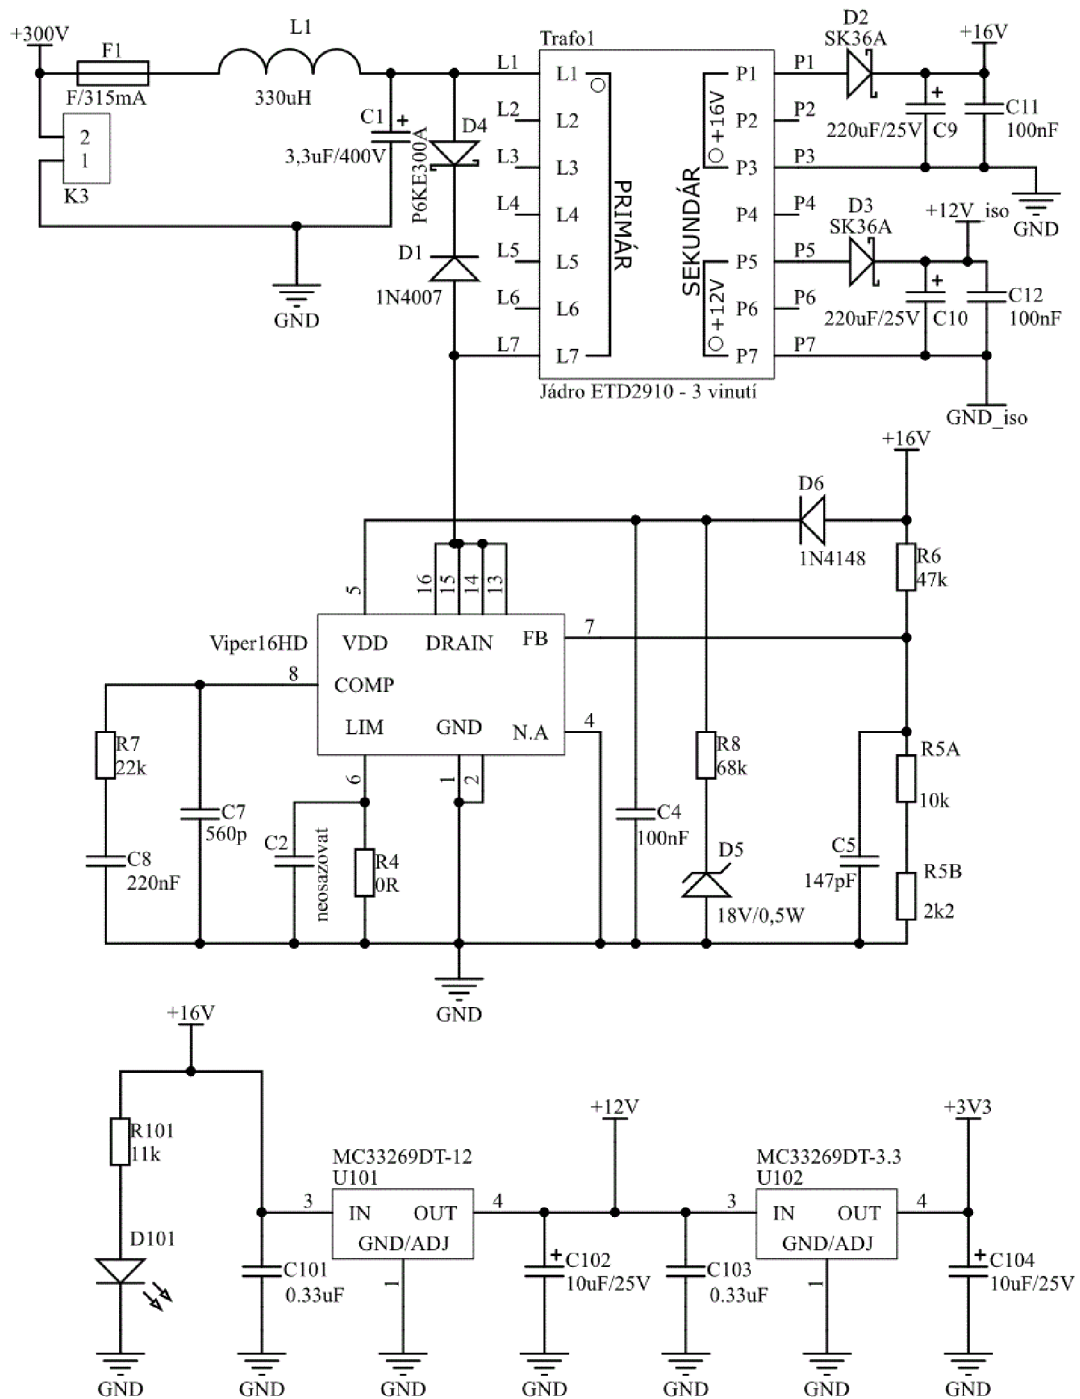 +300V
F1
F/315mA
L1
330uH
C1
+
3,3uF/400V
D4
P6KE300A
2
1
K3
GND
D1
1N4007
L1
L2
L3
L4
L5
L6
L7
Trafo1
L1
L2
L3
L4
L5
L6
L7
PRIMÁR
SEKUNDÁR
+16V
+12V
P1
P2
P3
P4
P5
P6
P7
Jádro ETD2910 - 3 vinutí
P1
P2
P3
P4
P5
P6
P7
D2
SK36A
+16V
+
220uF/25V
C9
C11
100nF
GND
D3
SK36A
+12V_iso
+
220uF/25V
C10
C12
100nF
GND_iso
+16V
D6
1N4148
R6
47k
5
16
15
14
13
Viper16HD
VDD
DRAIN
FB
7
8
COMP
LIM
GND
N.A
4
6
1
2
R7
22k
C7
560p
C8
220nF
C2
neosazovat
R4
0R
C4
100nF
R8
68k
D5
18V/0,5W
C5
147pF
R5A
10k
R5B
2k2
GND
+16V
R101
11k
D101
GND
3
MC33269DT-12
U101
IN
OUT
GND/ADJ
4
1
C101
0.33uF
GND
GND
+12V
+
C102
10uF/25V
GND
C103
0.33uF
GND
3
MC33269DT-3.3
U102
IN
OUT
GND/ADJ
4
1
GND
+3V3
+
C104
10uF/25V
GND